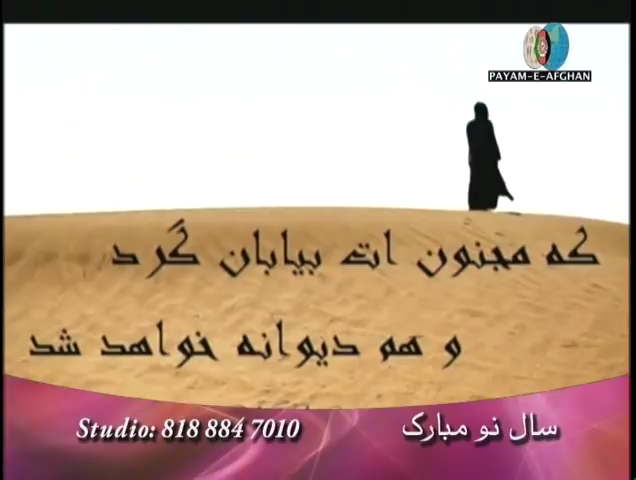 PAYAM-E-AFGHAN
که مجنون ات بیابان گرد
و هم دیوانه خواهد شد
Studio: 818 884 7010
سال نو مبارک